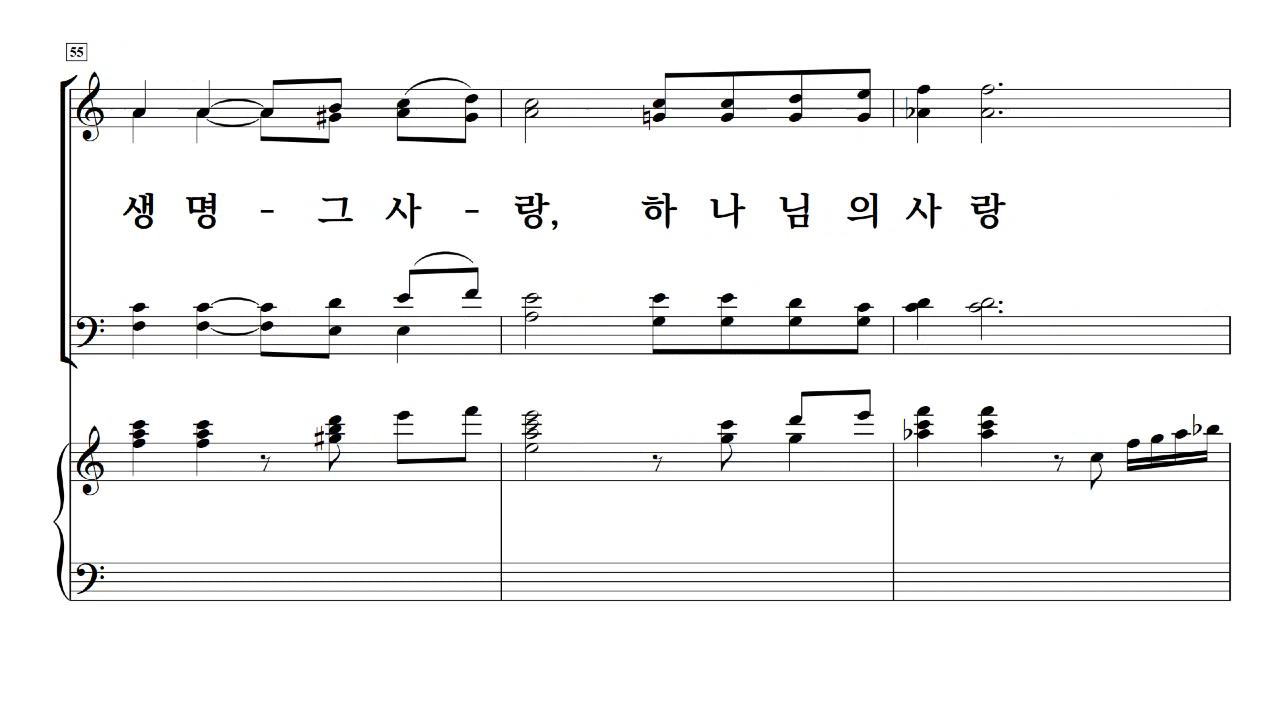 55
생 명 - 그 사 - 랑, 하 나 님 의 사 랑